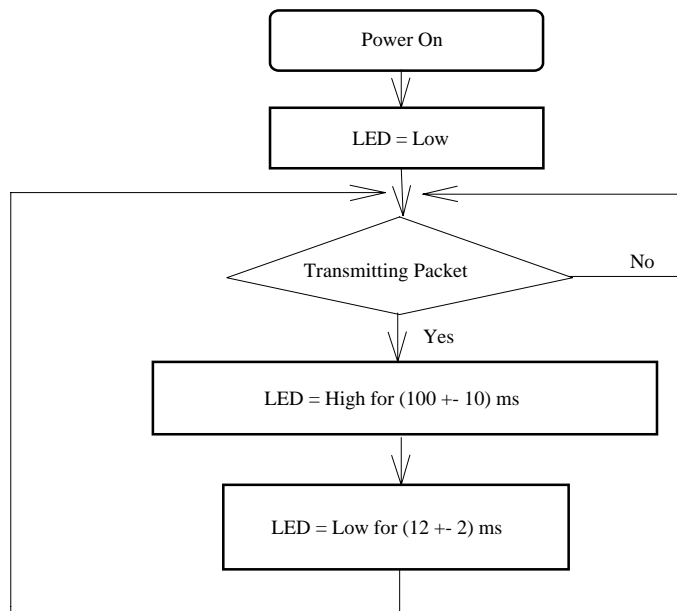 Power On
LED = Low
Transmitting Packet
No
Yes
LED = High for (100 +- 10) ms
LED = Low for (12 +- 2) ms